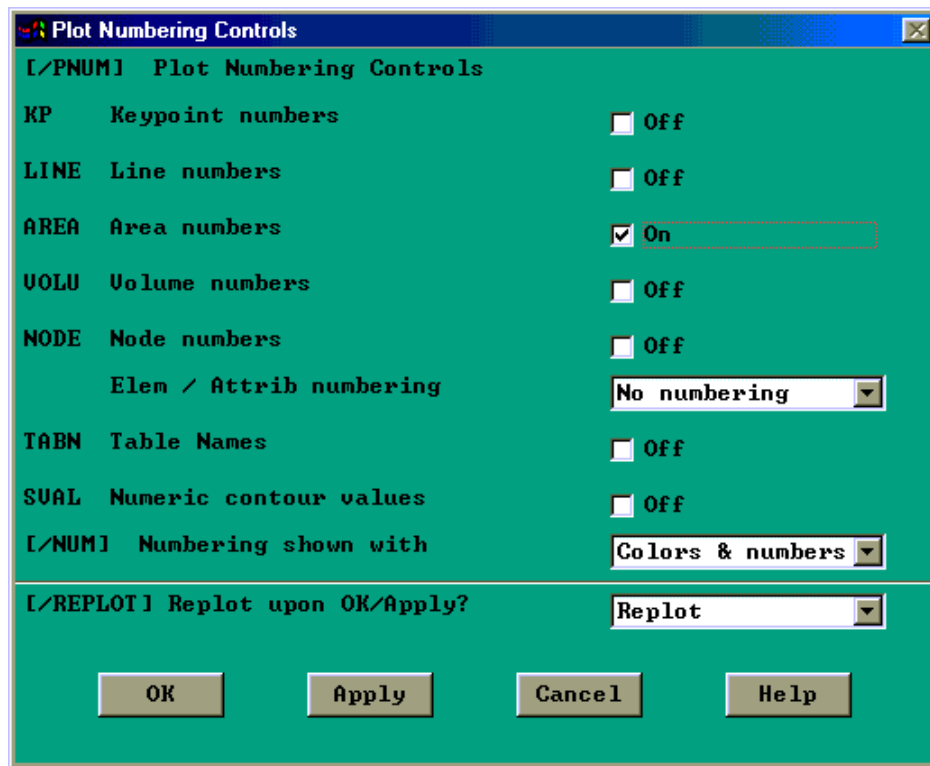 Plot Numbering Controls
[/PNUM] Plot Numbering Controls
KP Keypoint numbers Off
LINE Line numbers Off
AREA Area numbers On
VOLU Volume numbers Off
NODE Node numbers Off
Elem / Attrib numbering No numbering
TABN Table Names Off
SVAL Numeric contour values Off
[/NUM] Numbering shown with Colors & numbers
[/REPLOT] Replot upon OK/Apply? Replot
OK Apply Cancel Help